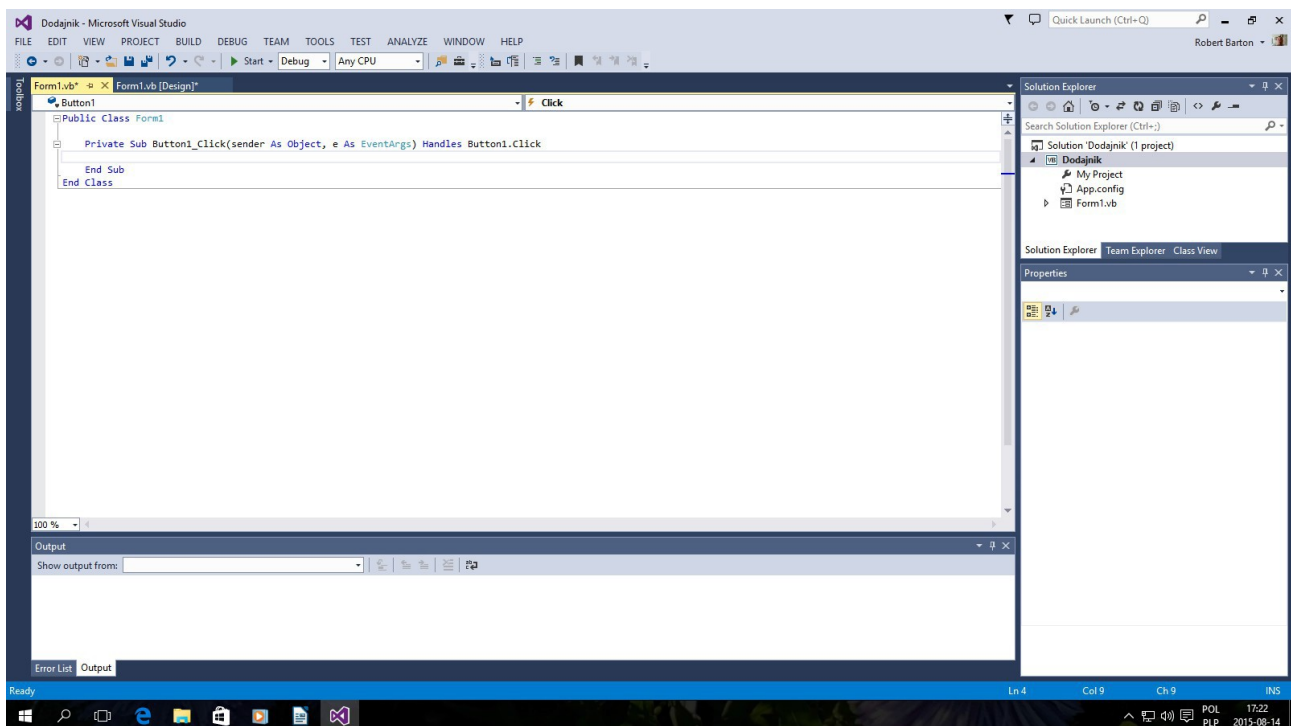 Dodajnik - Microsoft Visual Studio
Quick Launch (Ctrl+Q)
FILE EDIT VIEW PROJECT BUILD DEBUG TEAM TOOLS TEST ANALYZE WINDOW HELP
Robert Barton
Start
Debug
Any CPU
Toolbox
Form1.vb*
Form1.vb [Design]*
Button1
Click
Public Class Form1
Private Sub Button1_Click(sender As Object, e As EventArgs) Handles Button1.Click
End Sub
End Class
100 %
Solution Explorer
Search Solution Explorer (Ctrl+;)
Solution 'Dodajnik' (1 project)
VB Dodajnik
My Project
App.config
Form1.vb
Solution Explorer Team Explorer Class View
Properties
Output
Show output from:
Error List Output
Ready
Ln 4 Col 9 Ch 9 INS
POL 17:22
PLP 2015-08-14